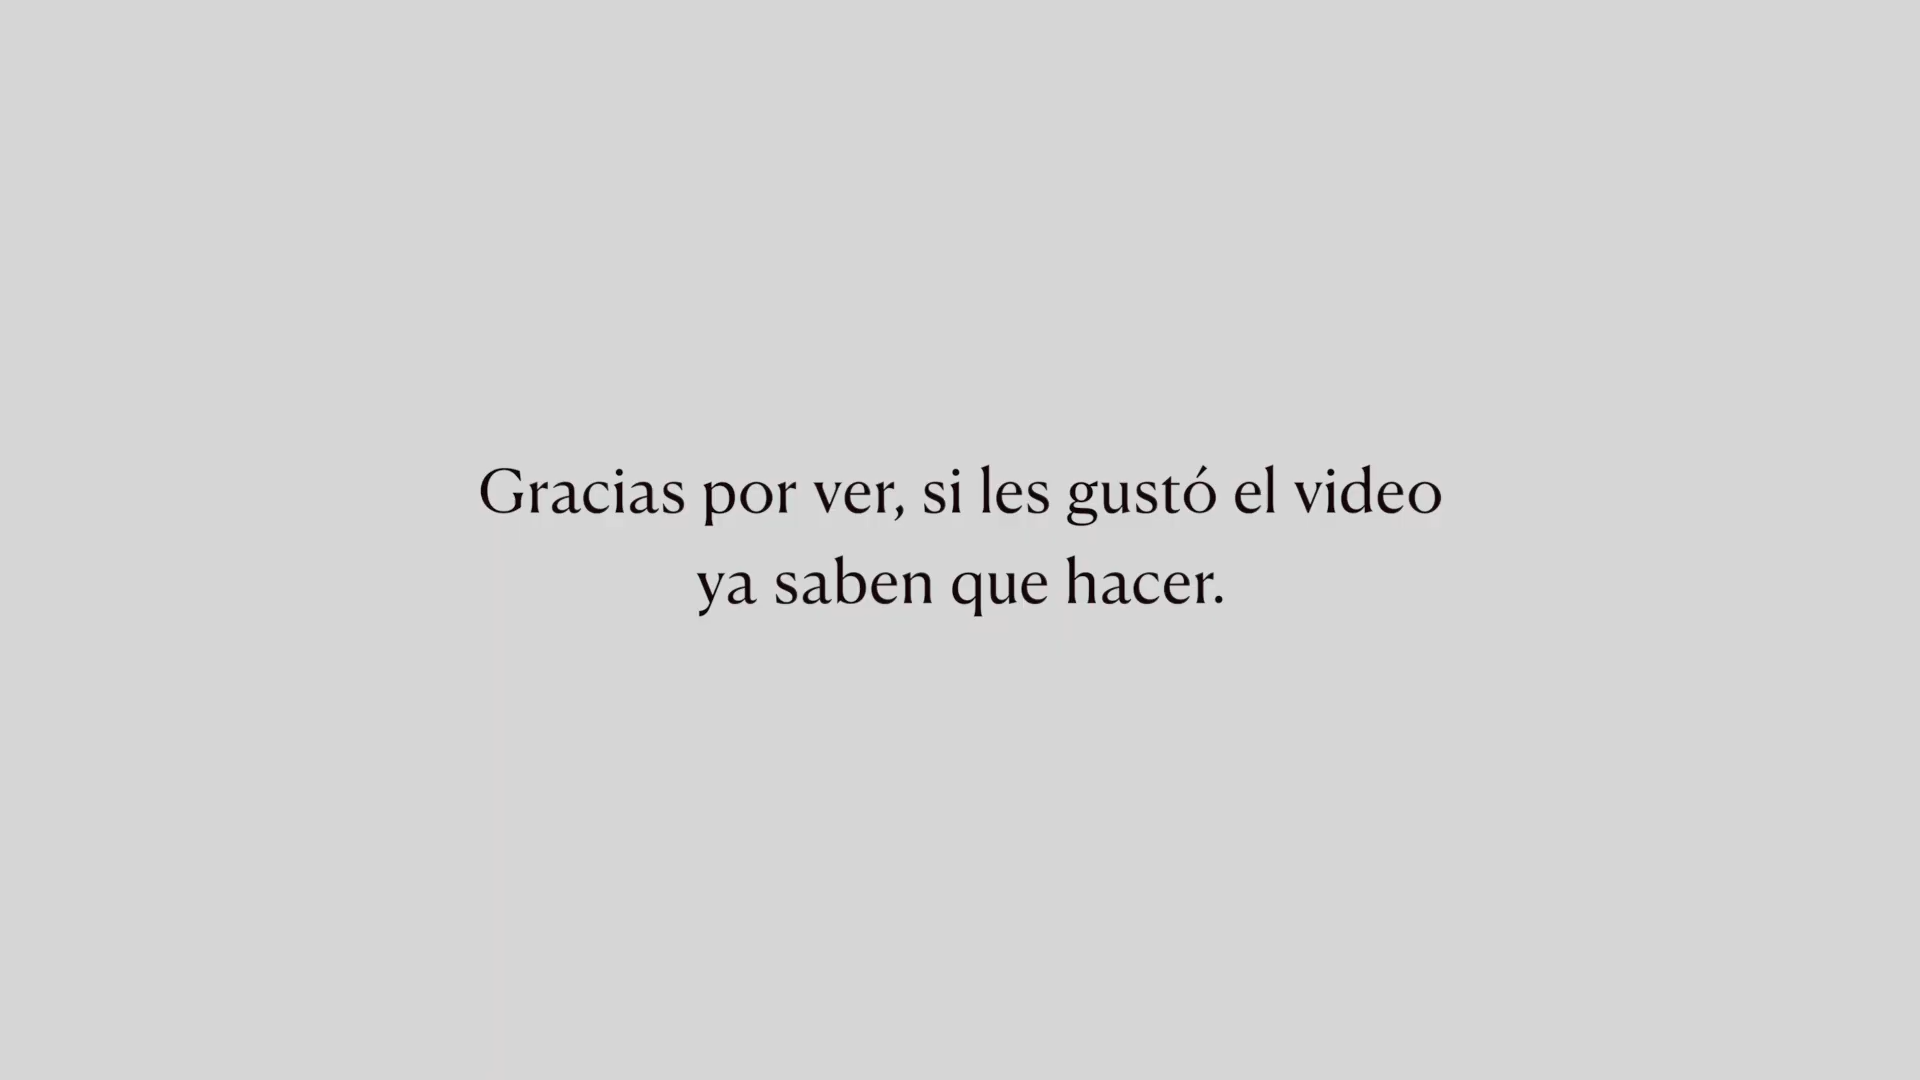 Gracias por ver, si les gustó el video
ya saben que hacer.